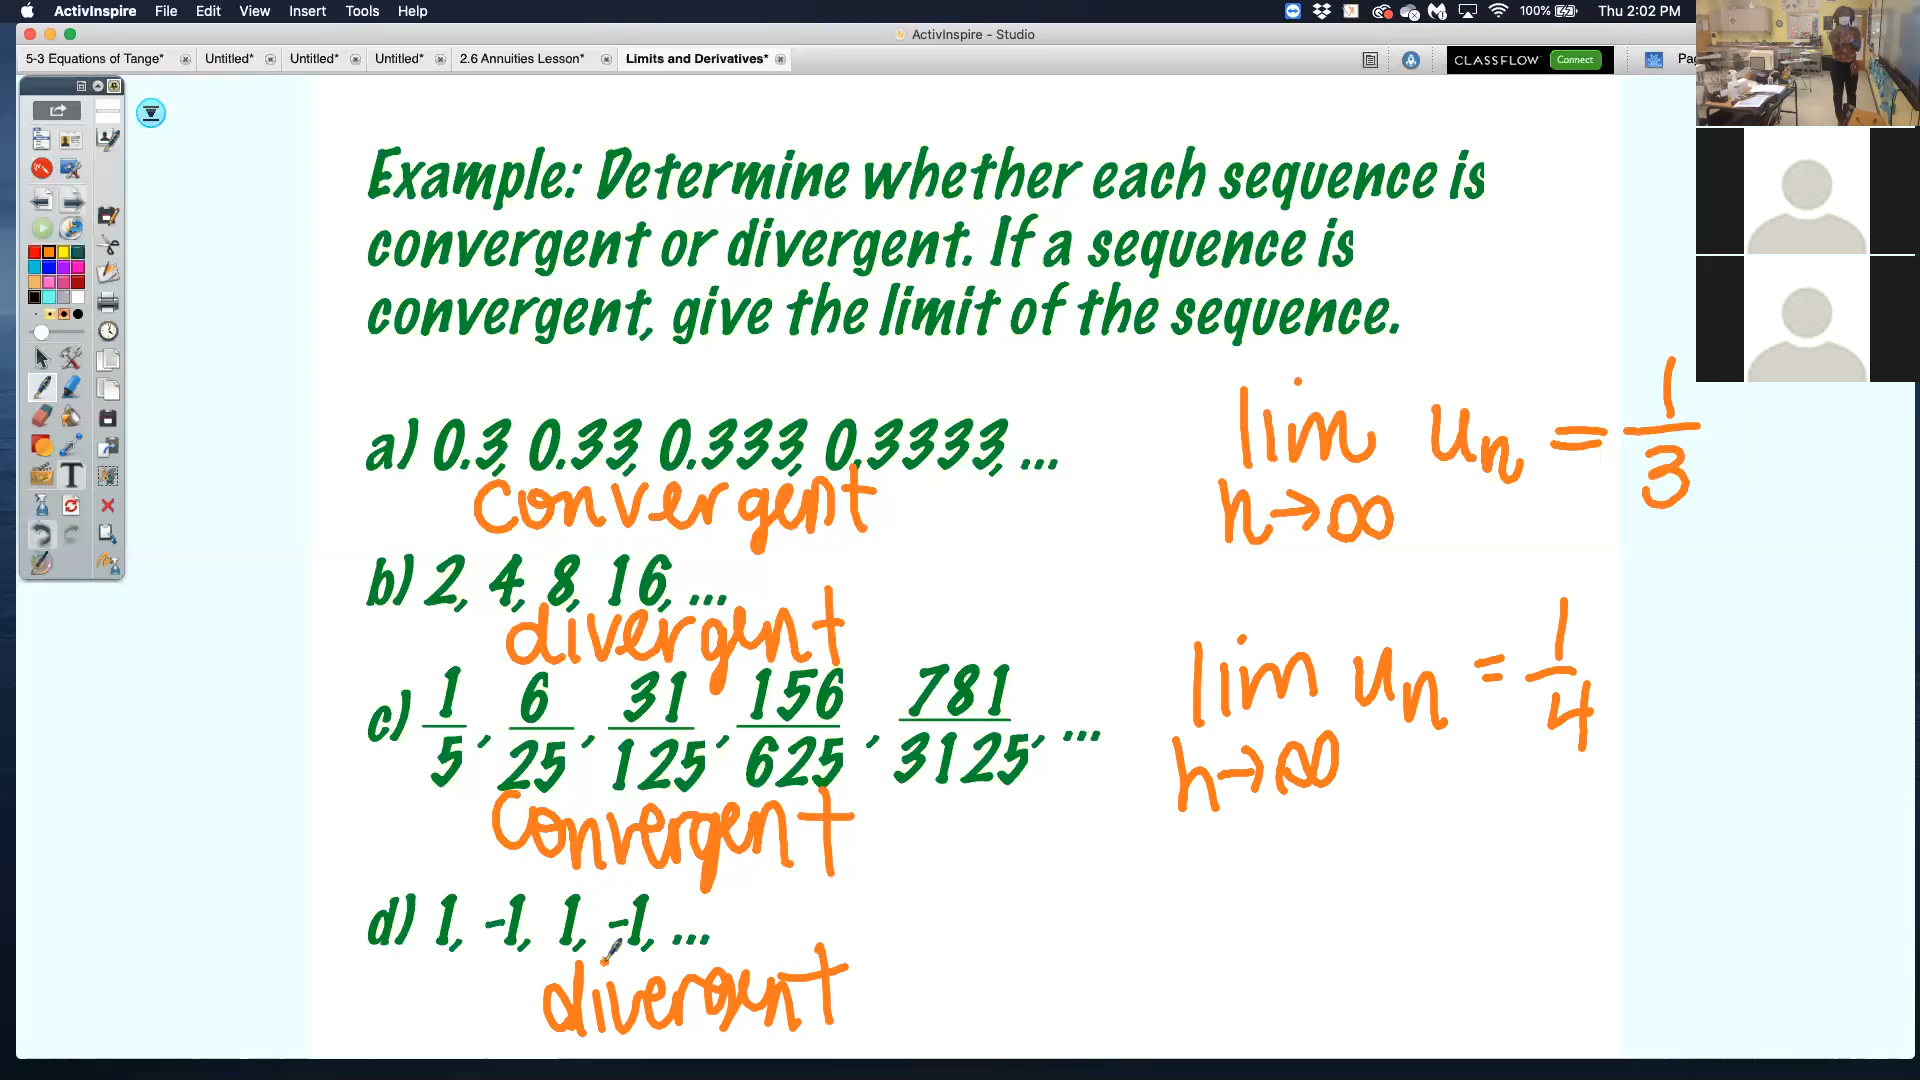 ActivInspire File Edit View Insert Tools Help 100% Thu 2:02 PM
ActivInspire - Studio
5-3 Equations of Tange* Untitled* Untitled* Untitled* 2.6 Annuities Lesson* Limits and Derivatives* CLASSFLOW Connect
Example: Determine whether each sequence is
convergent or divergent. If a sequence is
convergent, give the limit of the sequence.
a) 0.3, 0.33, 0.333, 0.3333, ...
convergent
lim n→∞ un = 1/3
b) 2, 4, 8, 16, ...
divergent
c) 1/5, 6/25, 31/125, 156/625, 781/3125, ...
convergent
lim n→∞ un = 1/4
d) 1, -1, 1, -1, ...
divergent